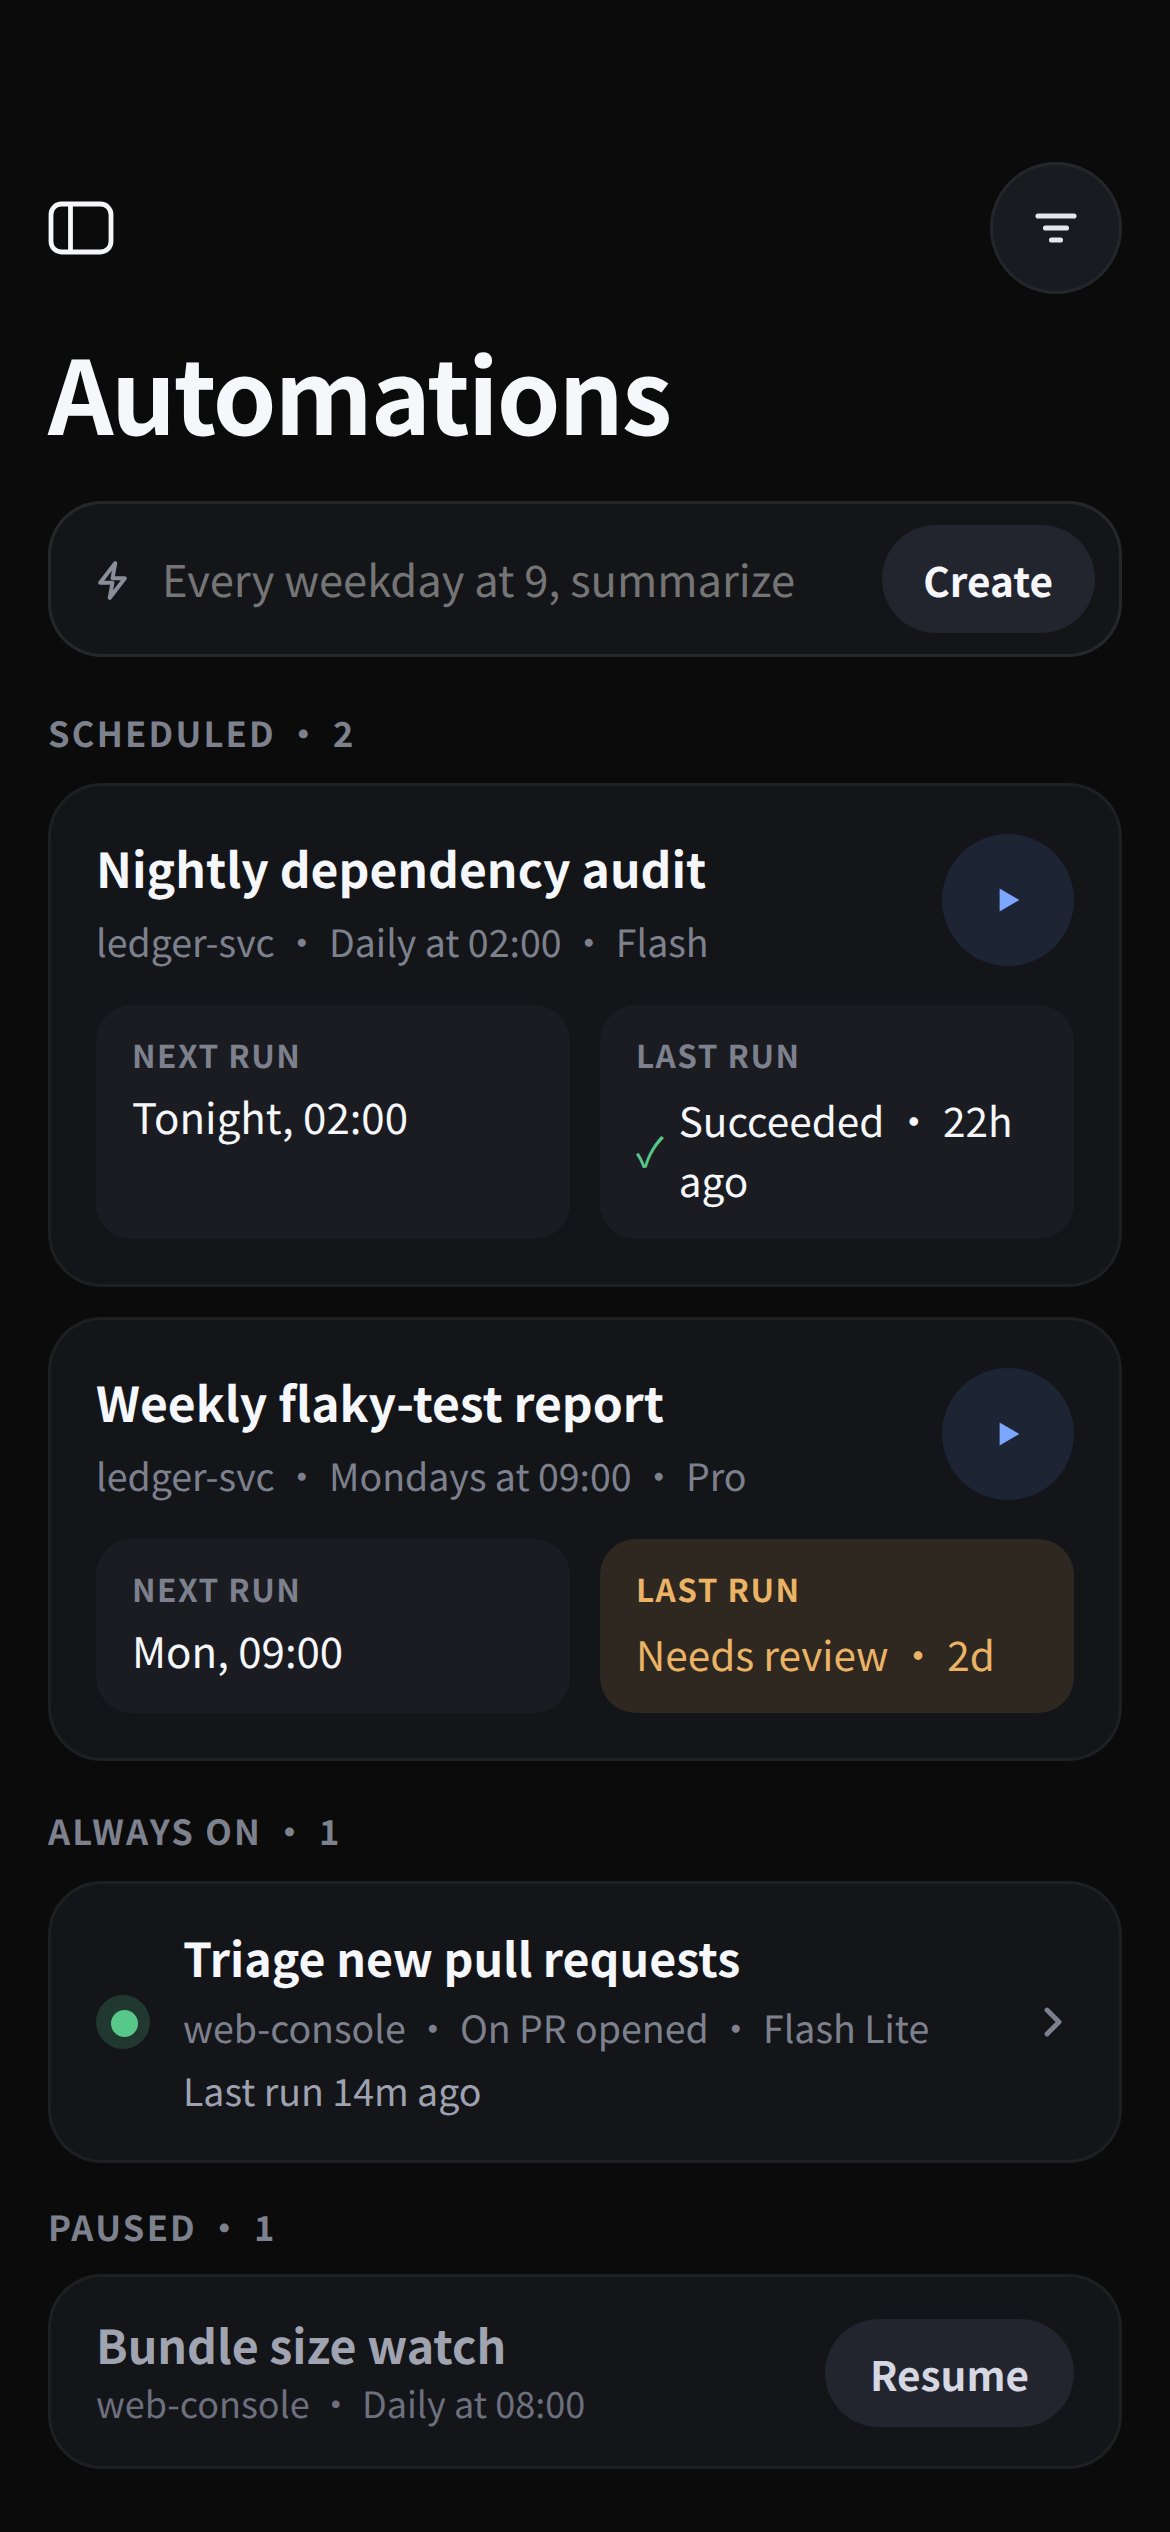 Automations
Every weekday at 9, summarize
Create
SCHEDULED • 2
Nightly dependency audit
ledger-svc • Daily at 02:00 • Flash
NEXT RUN
Tonight, 02:00
LAST RUN
✓ Succeeded • 22h
ago
Weekly flaky-test report
ledger-svc • Mondays at 09:00 • Pro
NEXT RUN
Mon, 09:00
LAST RUN
Needs review • 2d
ALWAYS ON • 1
Triage new pull requests
web-console • On PR opened • Flash Lite
Last run 14m ago
PAUSED • 1
Bundle size watch
web-console • Daily at 08:00
Resume